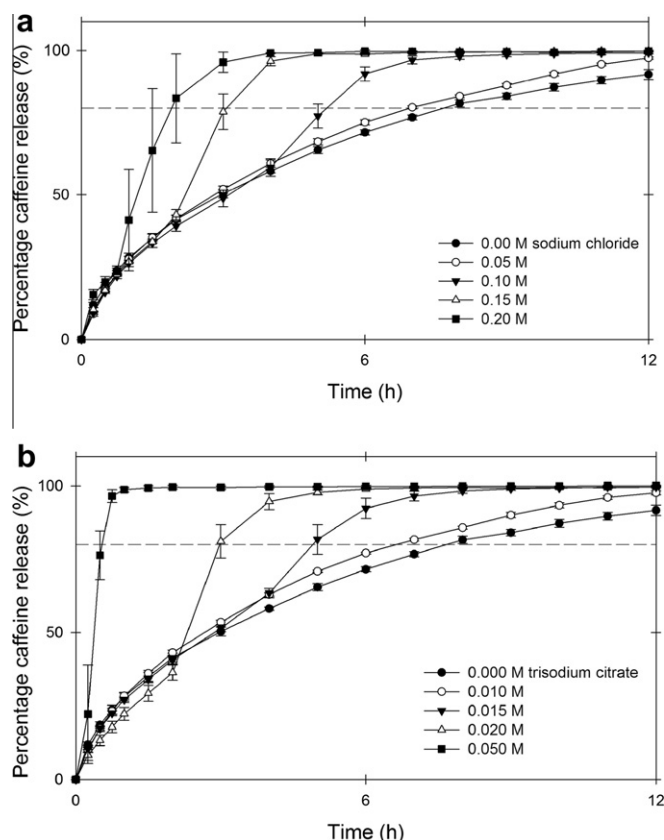 a
100
50
0
Percentage caffeine release (%)
0.00 M sodium chloride
0.05 M
0.10 M
0.15 M
0.20 M
0
6
12
Time (h)
b
100
50
0
Percentage caffeine release (%)
0.000 M trisodium citrate
0.010 M
0.015 M
0.020 M
0.050 M
0
6
12
Time (h)